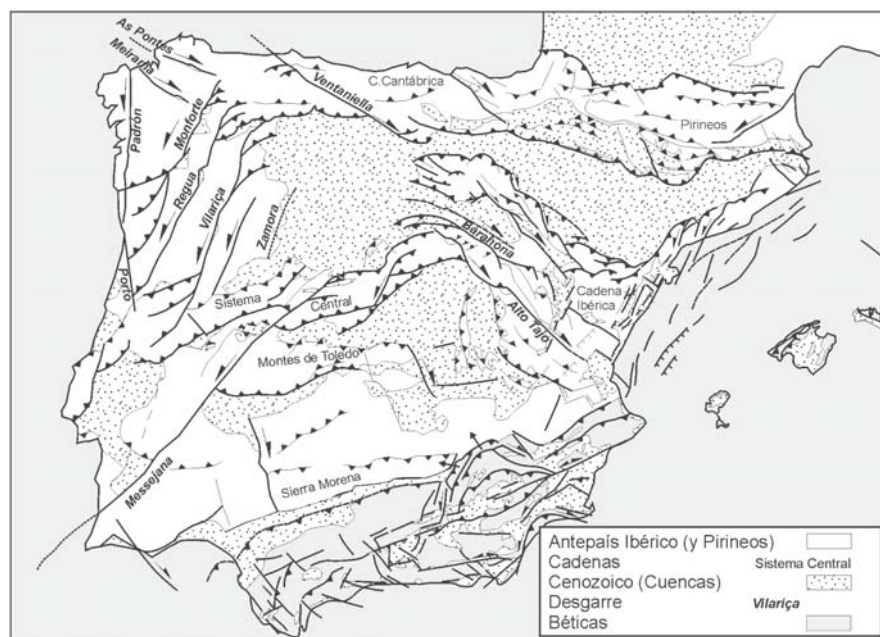 As Pontes
Meirama
Ventaniella
C.Cantábrica
Pirineos
Padrón
Monforte
Regua
Vilariça
Zamora
Barahona
Porto
Sistema
Central
Cadena
Ibérica
Alto Tajo
Montes de Toledo
Messejana
Sierra Morena
Antepaís Ibérico (y Pirineos)
Cadenas Sistema Central
Cenozoico (Cuencas)
Desgarre Vilariça
Béticas